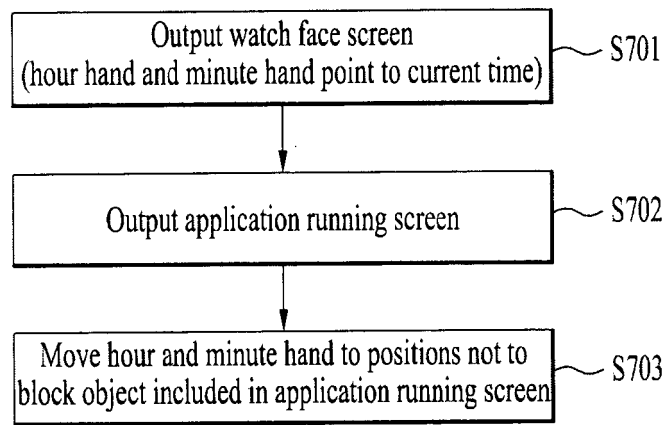 Output watch face screen
(hour hand and minute hand point to current time)
S701
Output application running screen
S702
Move hour and minute hand to positions not to
block object included in application running screen
S703